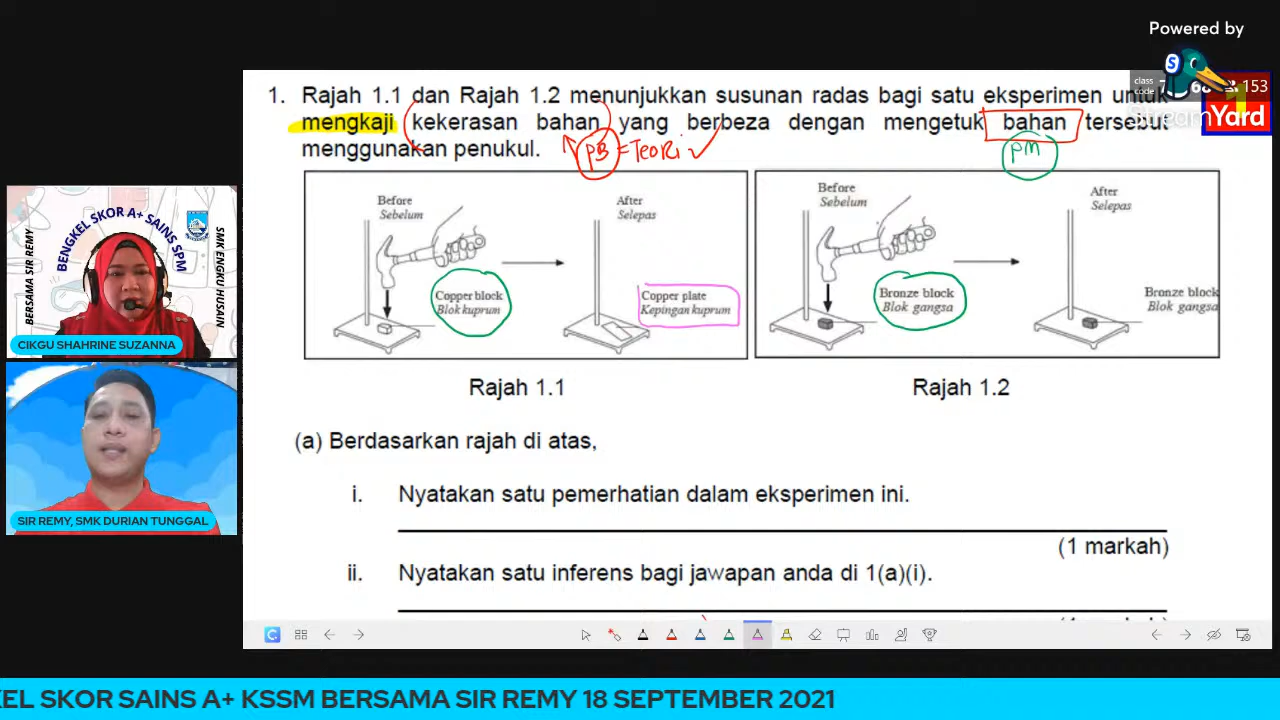 Powered by
class
code
153
StreamYard
1. Rajah 1.1 dan Rajah 1.2 menunjukkan susunan radas bagi satu eksperimen untuk
mengkaji kekerasan bahan yang berbeza dengan mengetuk bahan tersebut
menggunakan penukul.
PB = Teori ✓
PM
Before
Sebelum
After
Selepas
Copper block
Blok kuprum
Copper plate
Kepingan kuprum
Before
Sebelum
After
Selepas
Bronze block
Blok gangsa
Bronze block
Blok gangsa
Rajah 1.1
Rajah 1.2
(a) Berdasarkan rajah di atas,
i. Nyatakan satu pemerhatian dalam eksperimen ini.
(1 markah)
ii. Nyatakan satu inferens bagi jawapan anda di 1(a)(i).
BENGKEL SKOR A+ SAINS SPM
BERSAMA SIR REMY
SMK ENGKU HUSAIN
CIKGU SHAHRINE SUZANNA
SIR REMY, SMK DURIAN TUNGGAL
KEL SKOR SAINS A+ KSSM BERSAMA SIR REMY 18 SEPTEMBER 2021